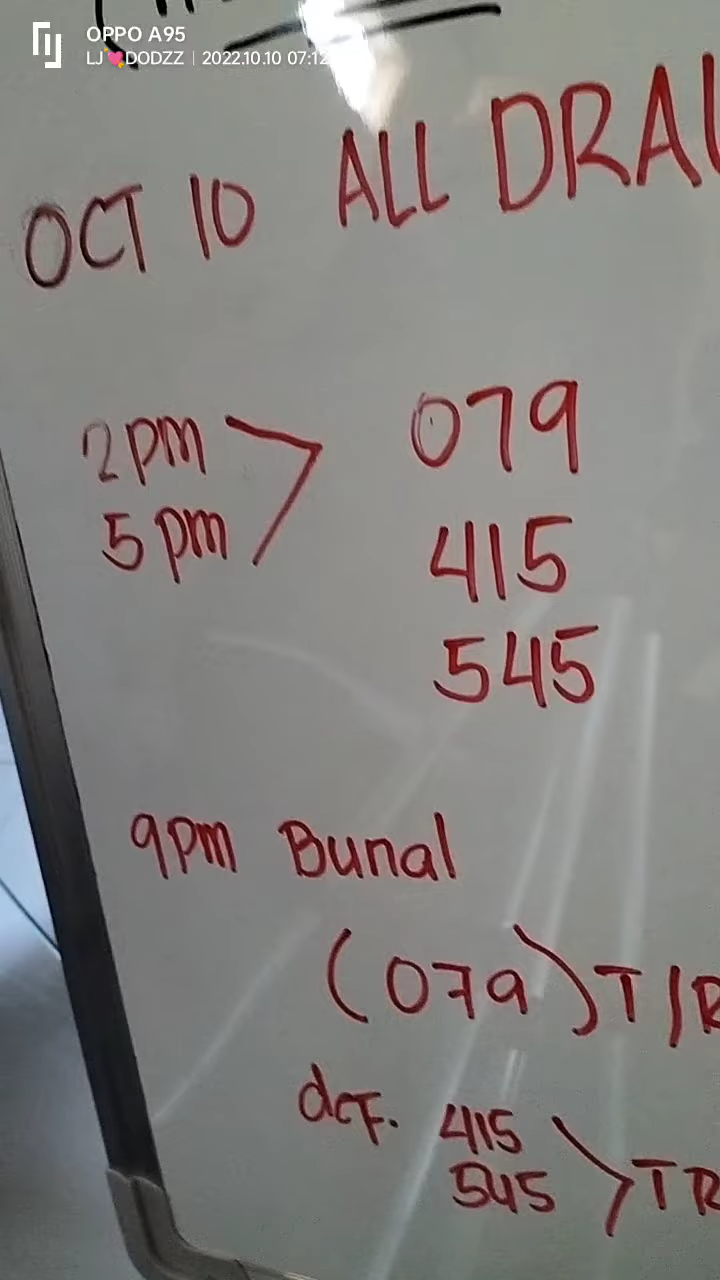 OPPO A95
LJ💘DODZZ | 2022.10.10 07:12
OCT 10 ALL DRA
2pm
5pm > 079
415
545
9pm Bunal
(079) T/R
def. 415
545 > TR